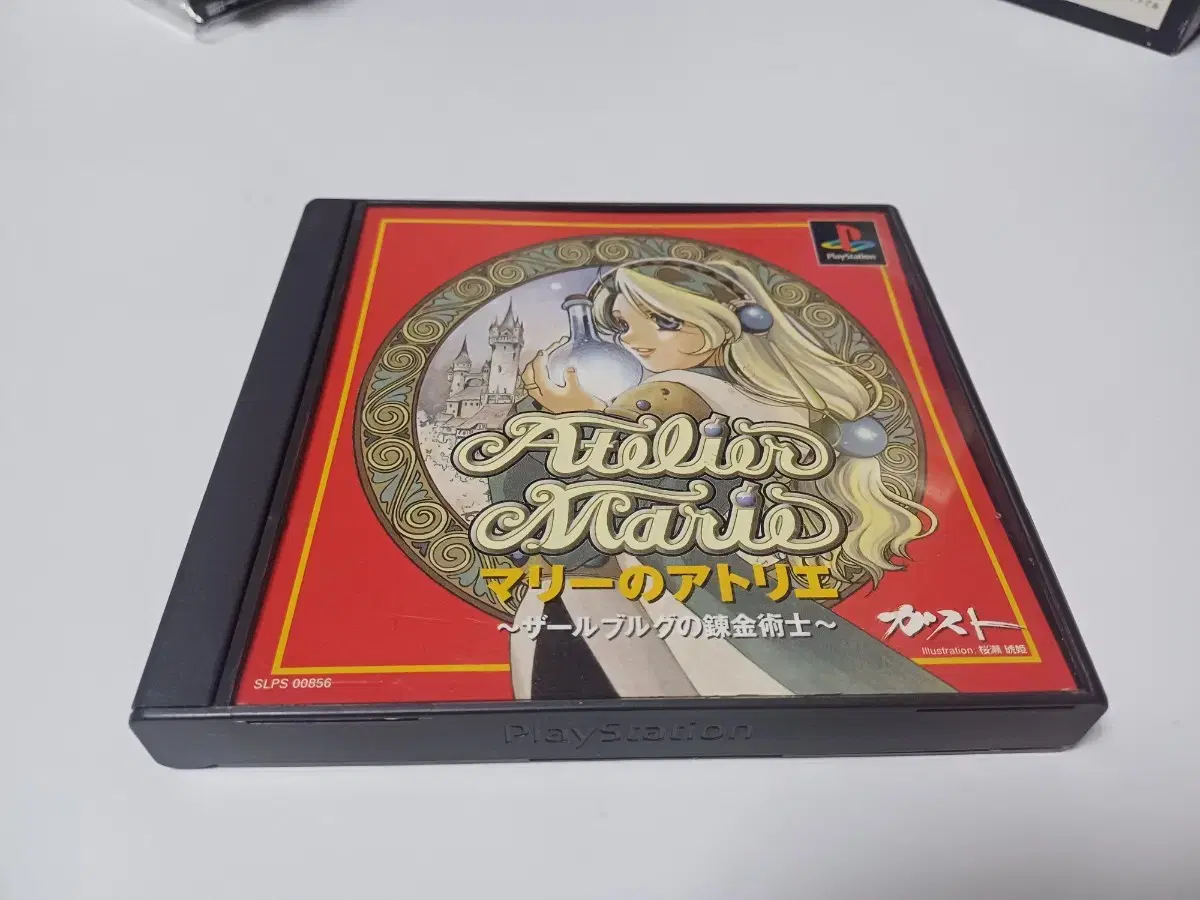 PlayStation
Atelier
Marie
マリーのアトリエ
～ザールブルグの錬金術士～
ガスト
Illustration; 桜瀬 琥姫
SLPS 00856
PlayStation